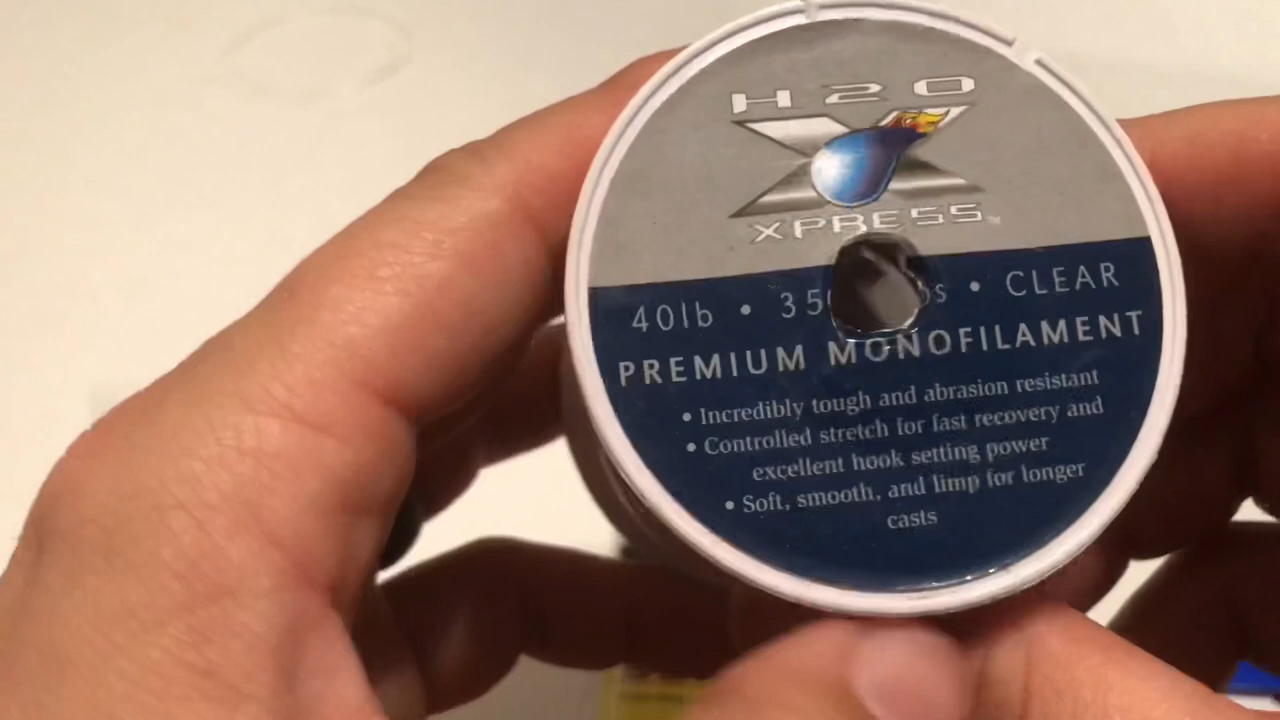 H2O
X
XPRESS
40lb • CLEAR
PREMIUM MONOFILAMENT
• Incredibly tough and abrasion resistant
• Controlled stretch for fast recovery and
excellent hook setting power
• Soft, smooth, and limp for longer
casts